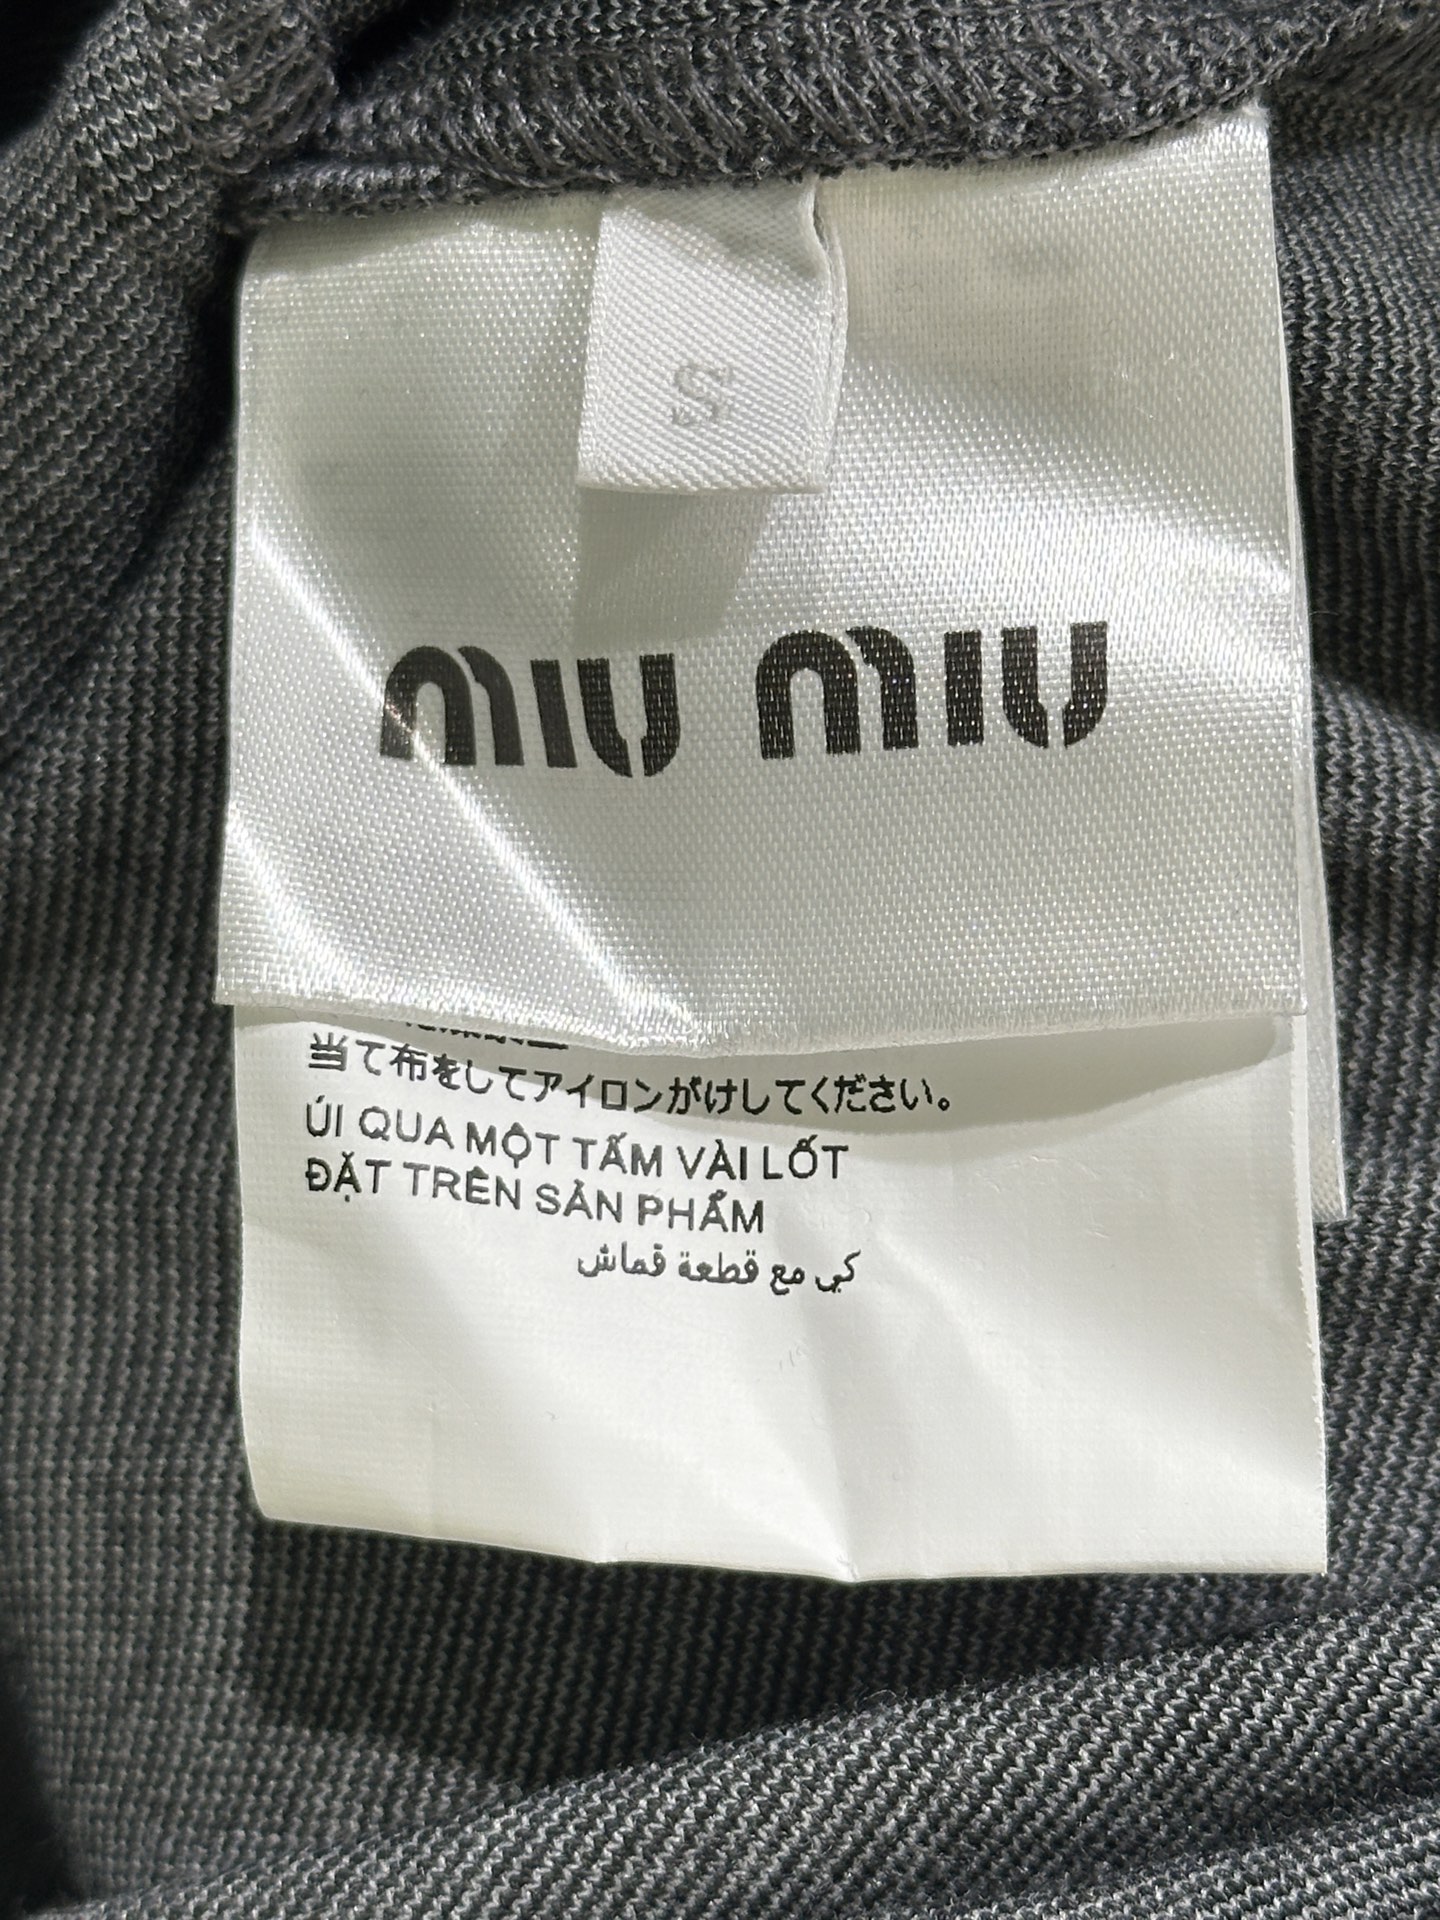 S
miu miu
当て布をしてアイロンがけしてください。
ỦI QUA MỘT TẤM VẢI LÓT
ĐẶT TRÊN SẢN PHẨM
كي مع قطعة قماش